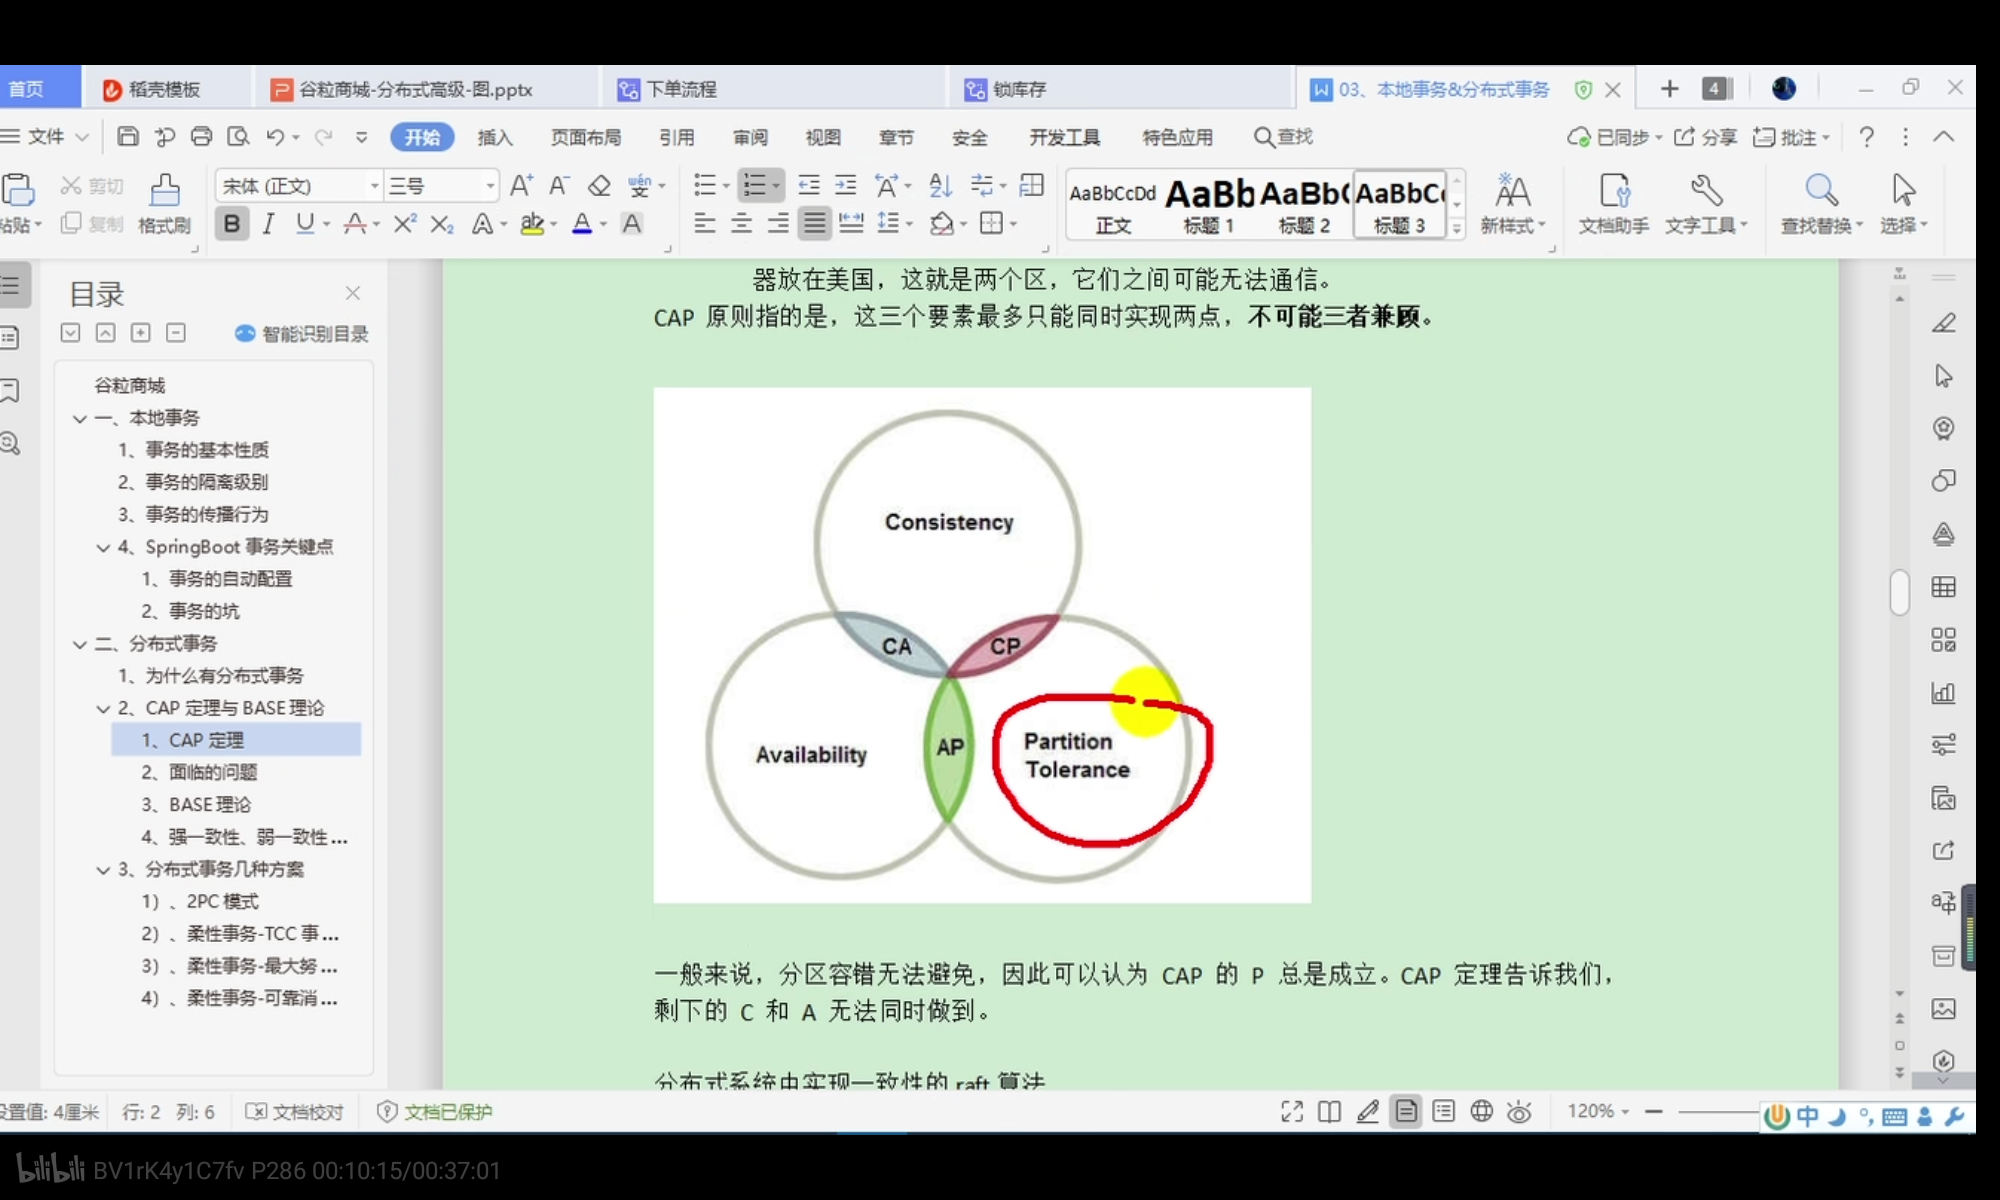 首页
稻壳模板
谷粒商城-分布式高级-图.pptx
下单流程
锁库存
03、本地事务&分布式事务
4
文件
开始
插入
页面布局
引用
审阅
视图
章节
安全
开发工具
特色应用
查找
已同步
分享
批注
剪切
复制
格式刷
宋体 (正文)
三号
AaBbCcDd
正文
标题 1
标题 2
标题 3
新样式
文档助手
文字工具
查找替换
选择
目录
智能识别目录
谷粒商城
一、本地事务
1、事务的基本性质
2、事务的隔离级别
3、事务的传播行为
4、SpringBoot 事务关键点
1、事务的自动配置
2、事务的坑
二、分布式事务
1、为什么有分布式事务
2、CAP 定理与 BASE 理论
1、CAP 定理
2、面临的问题
3、BASE 理论
4、强一致性、弱一致性...
3、分布式事务几种方案
1）、2PC 模式
2）、柔性事务-TCC 事...
3）、柔性事务-最大努...
4）、柔性事务-可靠消...
器放在美国，这就是两个区，它们之间可能无法通信。
CAP 原则指的是，这三个要素最多只能同时实现两点，不可能三者兼顾。
Consistency
CA
CP
AP
Availability
Partition
Tolerance
一般来说，分区容错无法避免，因此可以认为 CAP 的 P 总是成立。CAP 定理告诉我们，
剩下的 C 和 A 无法同时做到。
分布式系统中实现一致性的 raft 算法
设置值: 4厘米
行: 2
列: 6
文档校对
文档已保护
120%
中
bilibili BV1rK4y1C7fv P286 00:10:15/00:37:01